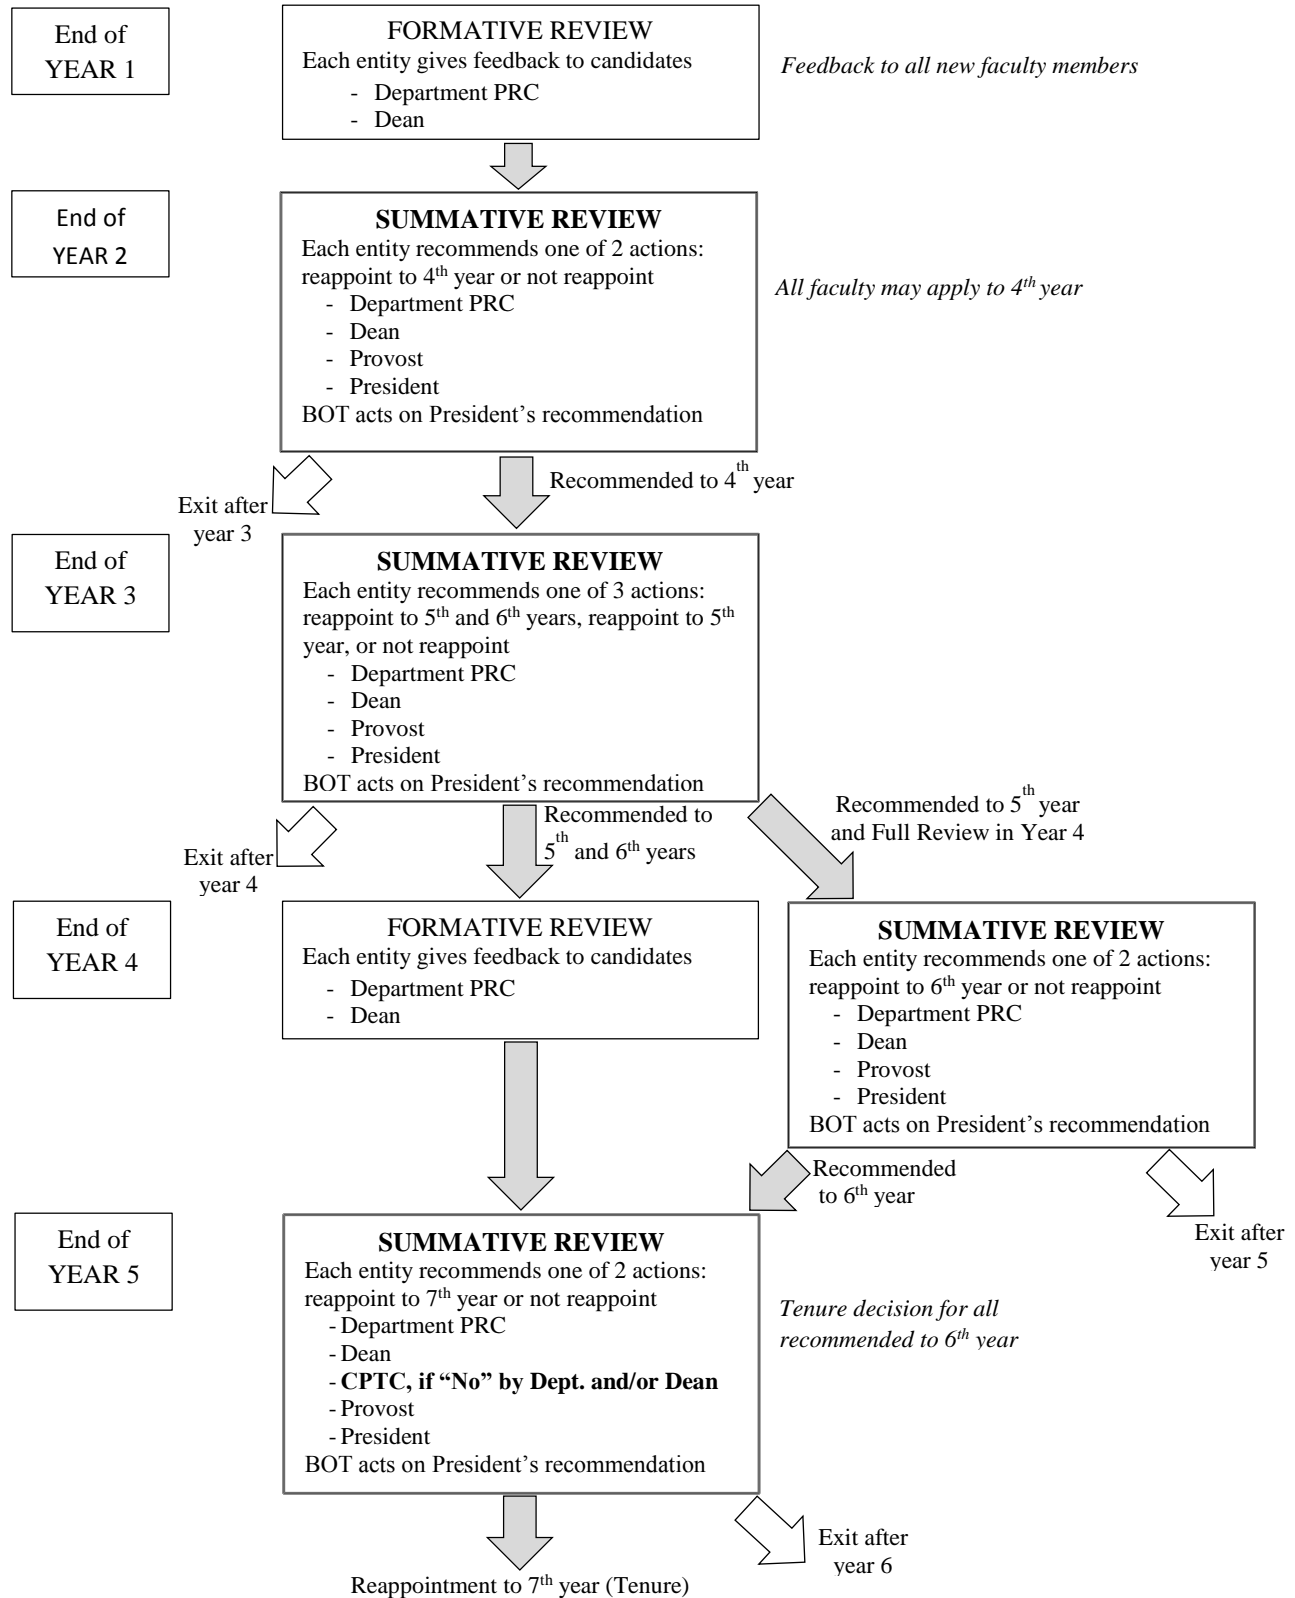 End of
YEAR 1
FORMATIVE REVIEW
Each entity gives feedback to candidates
- Department PRC
- Dean
Feedback to all new faculty members
End of
YEAR 2
SUMMATIVE REVIEW
Each entity recommends one of 2 actions:
reappoint to 4th year or not reappoint
- Department PRC
- Dean
- Provost
- President
BOT acts on President’s recommendation
All faculty may apply to 4th year
Exit after
year 3
Recommended to 4th year
End of
YEAR 3
SUMMATIVE REVIEW
Each entity recommends one of 3 actions:
reappoint to 5th and 6th years, reappoint to 5th
year, or not reappoint
- Department PRC
- Dean
- Provost
- President
BOT acts on President’s recommendation
Exit after
year 4
Recommended to
5th and 6th years
Recommended to 5th year
and Full Review in Year 4
End of
YEAR 4
FORMATIVE REVIEW
Each entity gives feedback to candidates
- Department PRC
- Dean
SUMMATIVE REVIEW
Each entity recommends one of 2 actions:
reappoint to 6th year or not reappoint
- Department PRC
- Dean
- Provost
- President
BOT acts on President’s recommendation
Recommended
to 6th year
Exit after
year 5
End of
YEAR 5
SUMMATIVE REVIEW
Each entity recommends one of 2 actions:
reappoint to 7th year or not reappoint
- Department PRC
- Dean
- CPTC, if “No” by Dept. and/or Dean
- Provost
- President
BOT acts on President’s recommendation
Tenure decision for all
recommended to 6th year
Exit after
year 6
Reappointment to 7th year (Tenure)